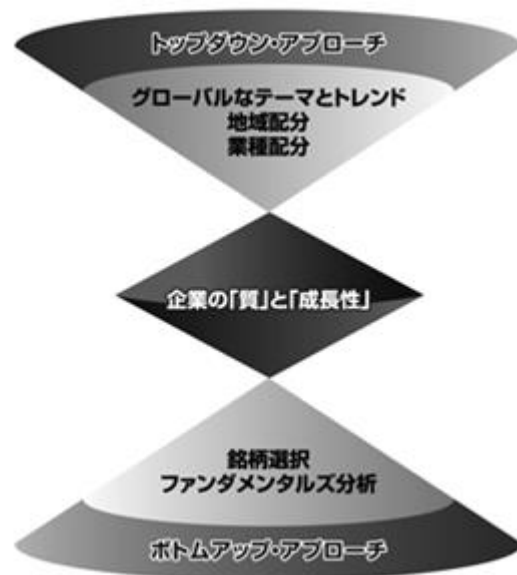 トップダウン・アプローチ
グローバルなテーマとトレンド
地域配分
業種配分
企業の「質」と「成長性」
銘柄選択
ファンダメンタルズ分析
ボトムアップ・アプローチ